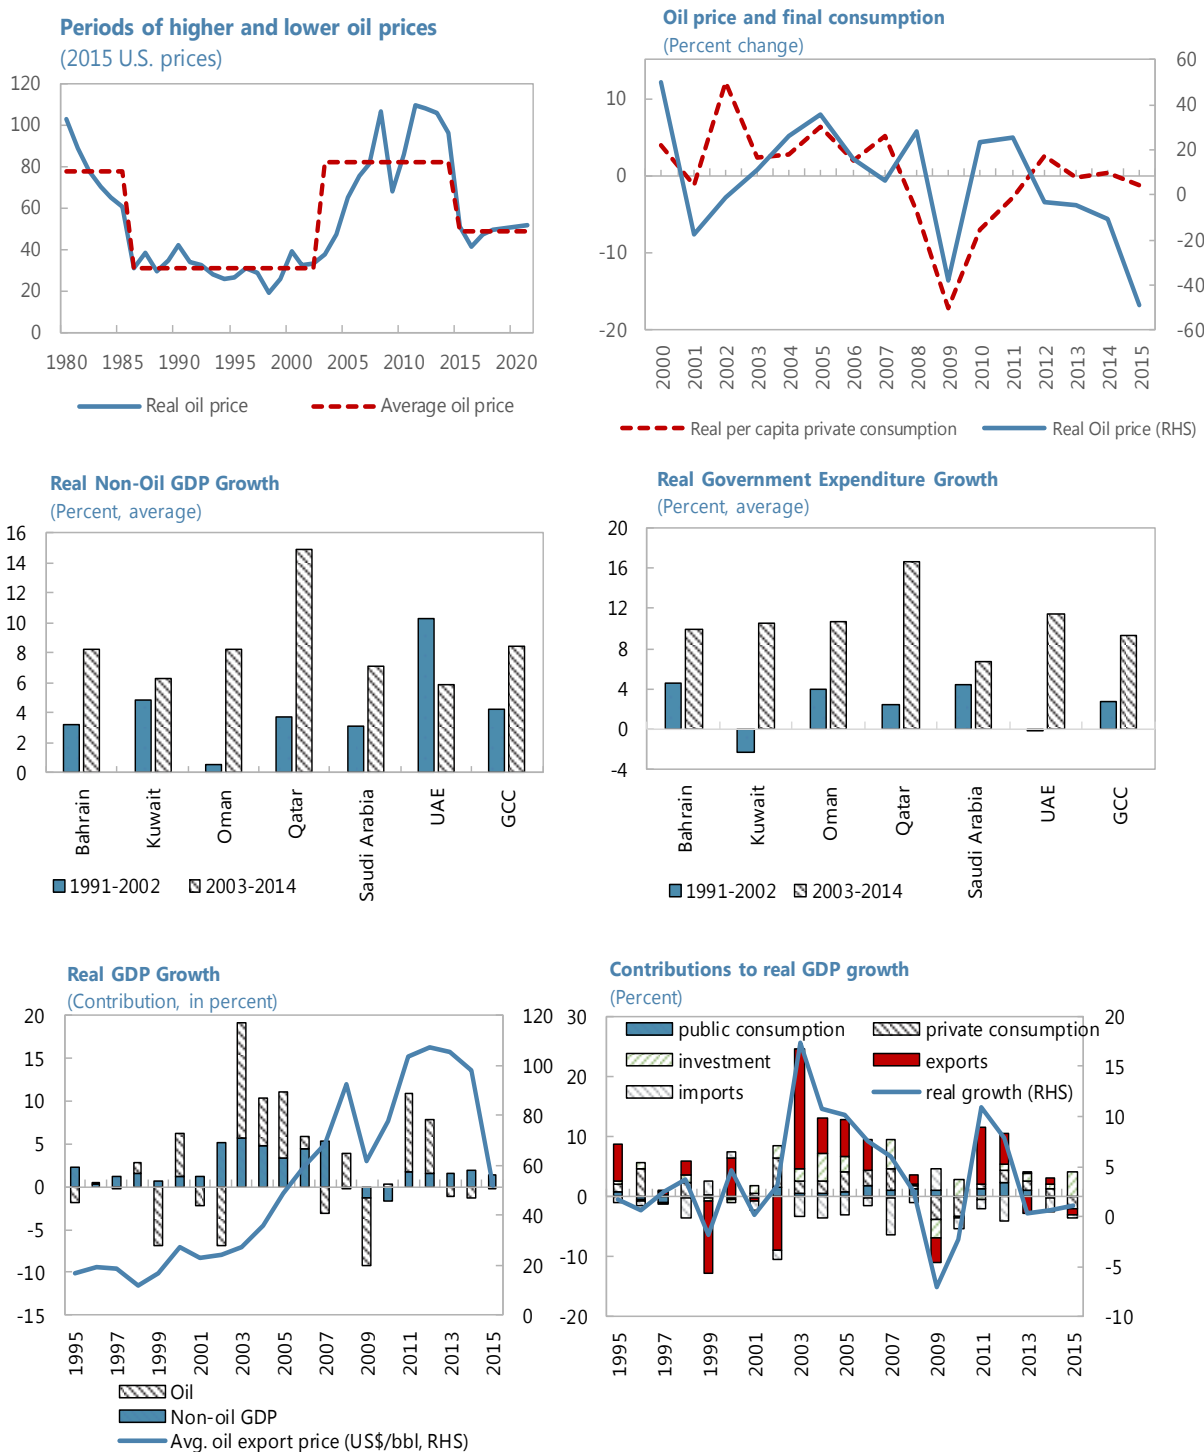 Periods of higher and lower oil prices
(2015 U.S. prices)
120
100
80
60
40
20
0
1980 1985 1990 1995 2000 2005 2010 2015 2020
Real oil price Average oil price
Oil price and final consumption
(Percent change)
10
0
-10
-20
60
40
20
0
-20
-40
-60
2000 2001 2002 2003 2004 2005 2006 2007 2008 2009 2010 2011 2012 2013 2014 2015
Real per capita private consumption Real Oil price (RHS)
Real Non-Oil GDP Growth
(Percent, average)
16
14
12
10
8
6
4
2
0
Bahrain Kuwait Oman Qatar Saudi Arabia UAE GCC
1991-2002 2003-2014
Real Government Expenditure Growth
(Percent, average)
20
16
12
8
4
0
-4
Bahrain Kuwait Oman Qatar Saudi Arabia UAE GCC
1991-2002 2003-2014
Real GDP Growth
(Contribution, in percent)
20
15
10
5
0
-5
-10
-15
120
100
80
60
40
20
0
1995 1997 1999 2001 2003 2005 2007 2009 2011 2013 2015
Oil
Non-oil GDP
Avg. oil export price (US$/bbl, RHS)
Contributions to real GDP growth
(Percent)
30
20
10
0
-10
-20
public consumption private consumption
investment exports
imports real growth (RHS)
20
15
10
5
0
-5
-10
1995 1997 1999 2001 2003 2005 2007 2009 2011 2013 2015